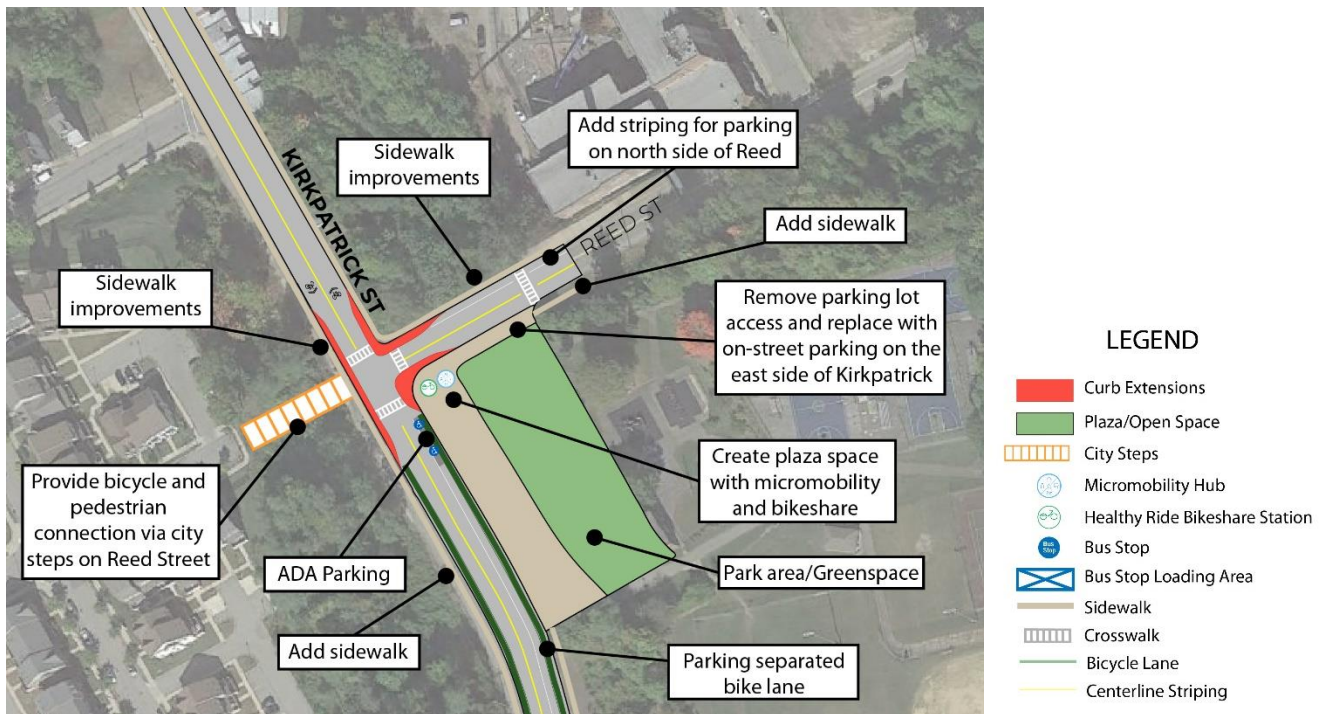 Add striping for parking
on north side of Reed
Sidewalk
improvements
KIRKPATRICK ST
REED ST
Add sidewalk
Sidewalk
improvements
Remove parking lot
access and replace with
on-street parking on the
east side of Kirkpatrick
Provide bicycle and
pedestrian
connection via city
steps on Reed Street
Create plaza space
with micromobility
and bikeshare
ADA Parking
Park area/Greenspace
Add sidewalk
Parking separated
bike lane
LEGEND
Curb Extensions
Plaza/Open Space
City Steps
Micromobility Hub
Healthy Ride Bikeshare Station
Bus
Stop
Bus Stop
Bus Stop Loading Area
Sidewalk
Crosswalk
Bicycle Lane
Centerline Striping